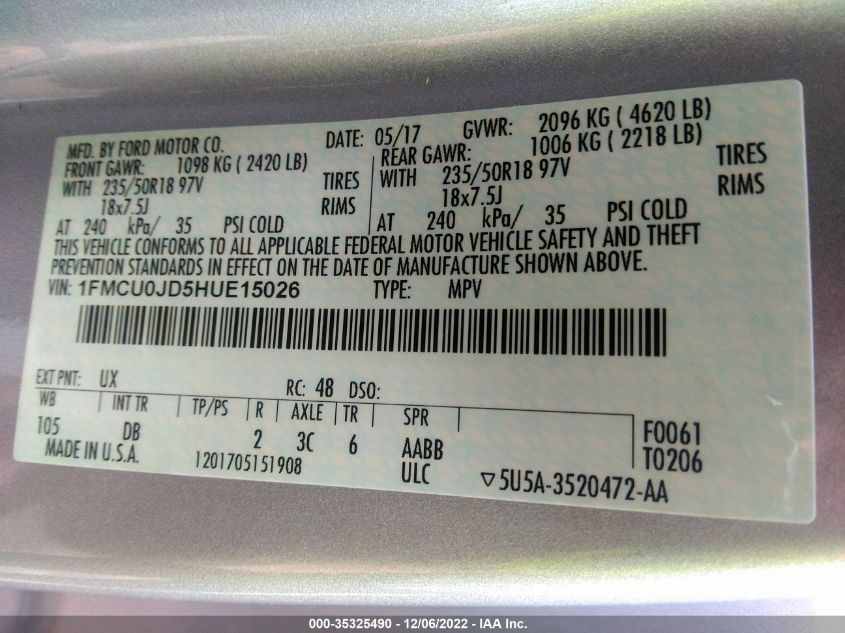 MFD. BY FORD MOTOR CO.
DATE: 05/17 GVWR: 2096 KG ( 4620 LB)
FRONT GAWR: 1098 KG ( 2420 LB)
WITH 235/50R18 97V TIRES
18x7.5J RIMS
AT 240 kPa/ 35 PSI COLD
REAR GAWR: 1006 KG ( 2218 LB)
WITH 235/50R18 97V TIRES
18x7.5J RIMS
AT 240 kPa/ 35 PSI COLD
THIS VEHICLE CONFORMS TO ALL APPLICABLE FEDERAL MOTOR VEHICLE SAFETY AND THEFT
PREVENTION STANDARDS IN EFFECT ON THE DATE OF MANUFACTURE SHOWN ABOVE.
VIN: 1FMCU0JD5HUE15026 TYPE: MPV
EXT PNT: UX RC: 48 DSO:
WB INT TR TP/PS R AXLE TR SPR
105 DB 2 3C 6 AABB
F0061
T0206
MADE IN U.S.A. 1201705151908 ULC
▽5U5A-3520472-AA
000-35325490 - 12/06/2022 - IAA Inc.